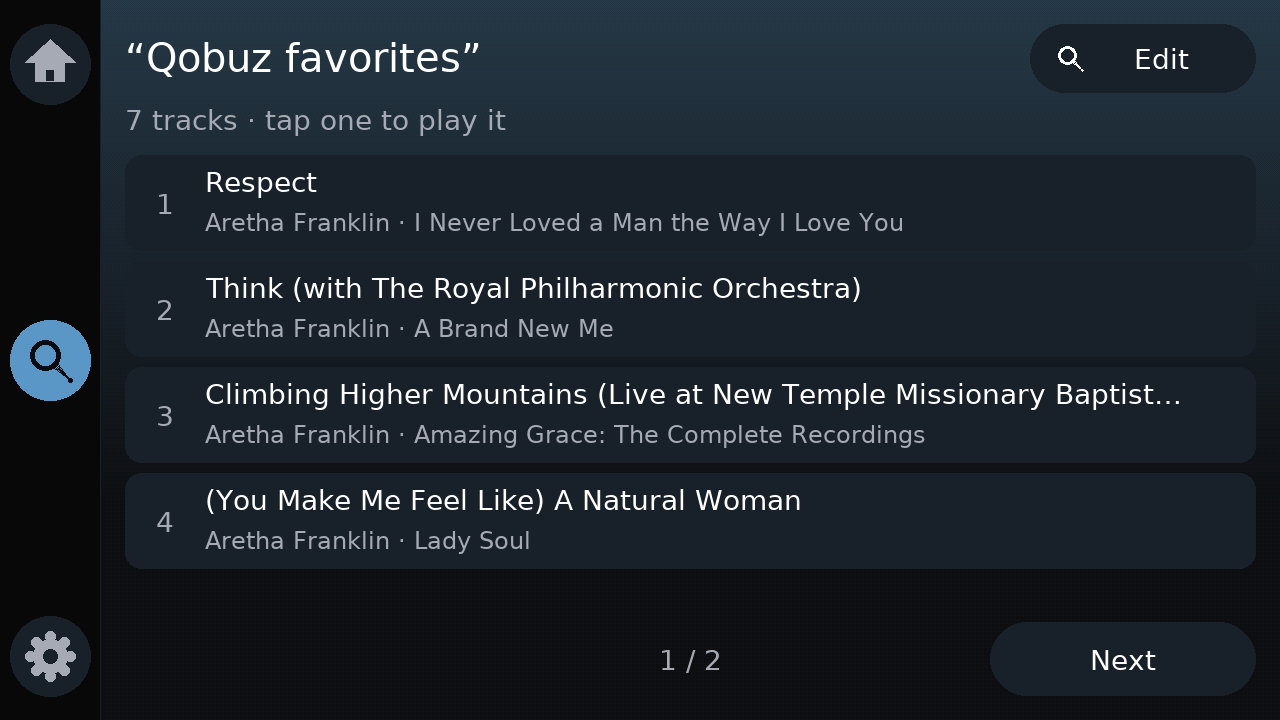 “Qobuz favorites”
Edit
7 tracks · tap one to play it
1
Respect
Aretha Franklin · I Never Loved a Man the Way I Love You
2
Think (with The Royal Philharmonic Orchestra)
Aretha Franklin · A Brand New Me
3
Climbing Higher Mountains (Live at New Temple Missionary Baptist…
Aretha Franklin · Amazing Grace: The Complete Recordings
4
(You Make Me Feel Like) A Natural Woman
Aretha Franklin · Lady Soul
1 / 2
Next